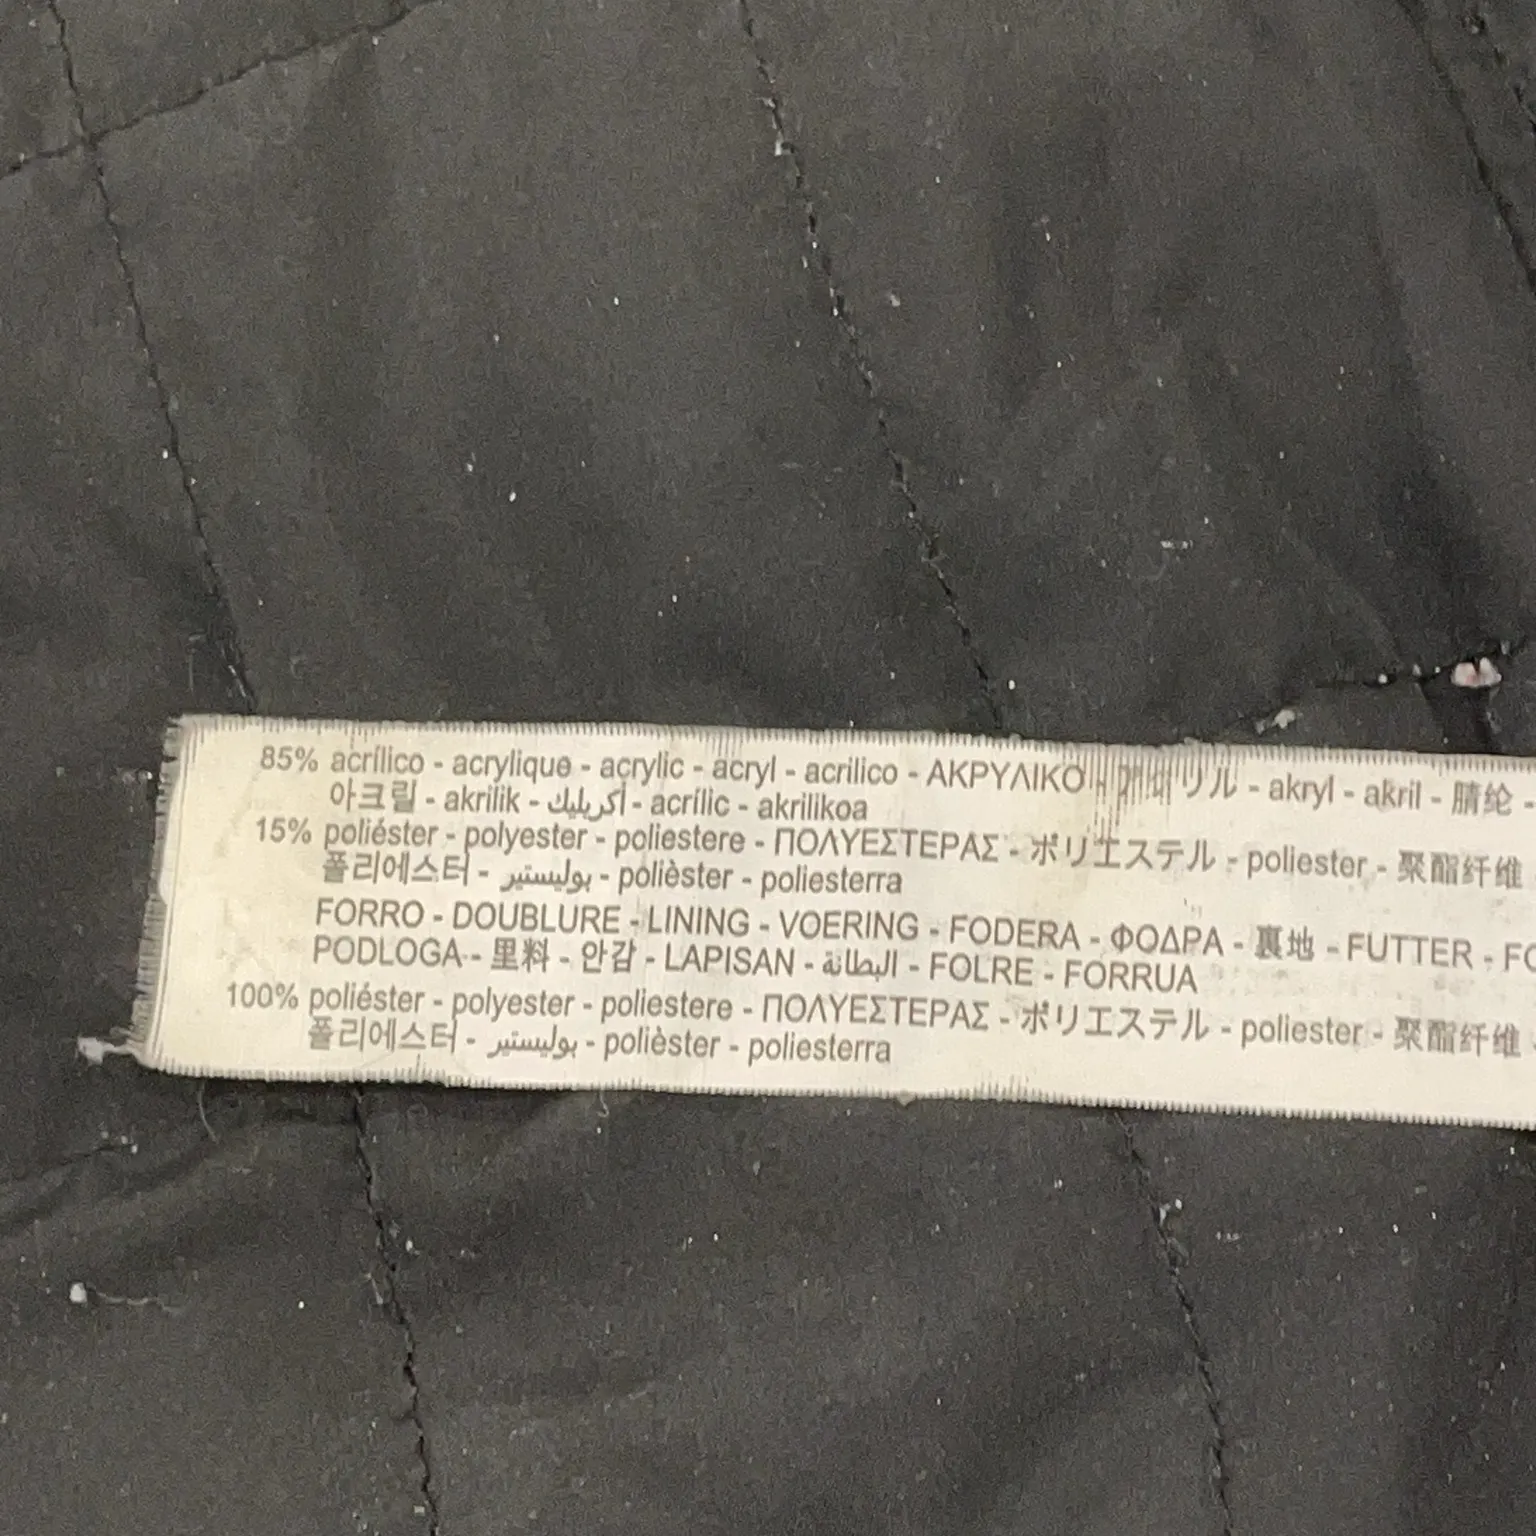 85% acrílico - acrylique - acrylic - acryl - acrilico - ΑΚΡΥΛΙΚΟ - アクリル - akryl - akril - 腈纶 -
아크릴 - akrilik - أكريليك - acrílic - akrilikoa
15% poliéster - polyester - poliestere - ΠΟΛΥΕΣΤΕΡΑΣ - ポリエステル - poliester - 聚酯纤维 -
폴리에스터 - بوليستير - polièster - poliesterra
FORRO - DOUBLURE - LINING - VOERING - FODERA - ΦΟΔΡΑ - 裏地 - FUTTER - FO
PODLOGA - 里料 - 안감 - LAPISAN - البطانة - FOLRE - FORRUA
100% poliéster - polyester - poliestere - ΠΟΛΥΕΣΤΕΡΑΣ - ポリエステル - poliester - 聚酯纤维 -
폴리에스터 - بوليستير - polièster - poliesterra